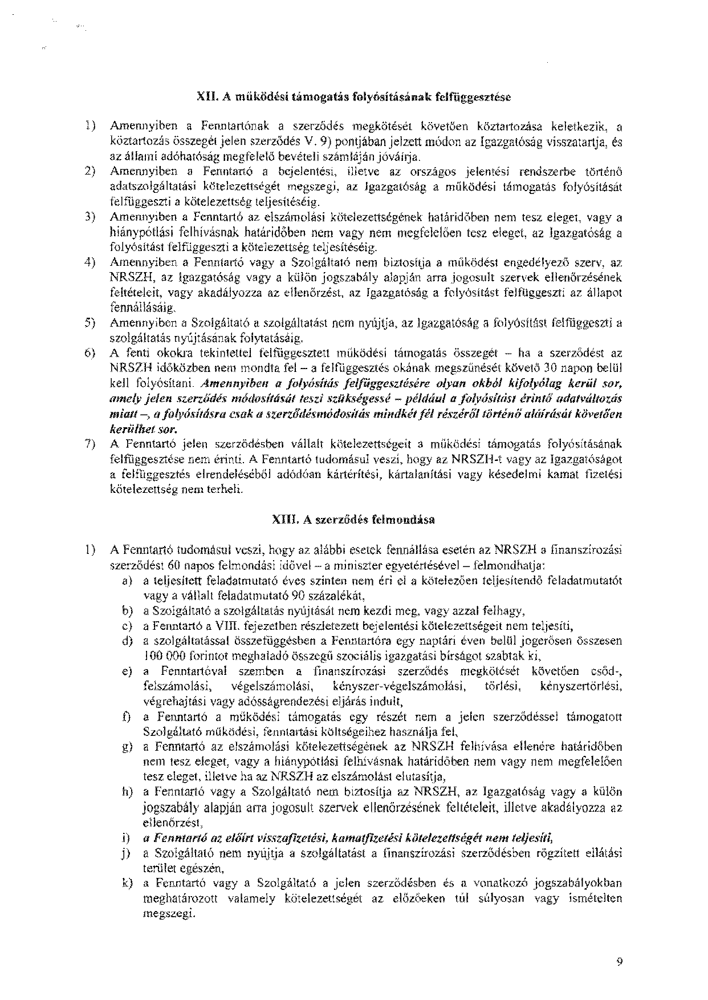 XII. A működési támogatás folyósításának felfüggesztése
1) Amennyiben a Fenntartónak a szerződés megkötését követően köztartozása keletkezik, a
köztartozás összegét jelen szerződés V. 9) pontjában jelzett módon az Igazgatóság visszatartja, és
az állami adóhatóság megfelelő bevételi számláján jóváírja.
2) Amennyiben a Fenntartó a bejelentési, illetve az országos jelentési rendszerbe történő
adatszolgáltatási kötelezettségét megszegi, az Igazgatóság a működési támogatás folyósítását
felfüggeszti a kötelezettség teljesítéséig.
3) Amennyiben a Fenntartó az elszámolási kötelezettségének határidőben nem tesz eleget, vagy a
hiánypótlási felhívásnak határidőben nem vagy nem megfelelően tesz eleget, az Igazgatóság a
folyósítást felfüggeszti a kötelezettség teljesítéséig.
4) Amennyiben a Fenntartó vagy a Szolgáltató nem biztosítja a működést engedélyező szerv, az
NRSZH, az Igazgatóság vagy a külön jogszabály alapján arra jogosult szervek ellenőrzésének
feltételeit, vagy akadályozza az ellenőrzést, az Igazgatóság a folyósítást felfüggeszti az állapot
fennállásáig.
5) Amennyiben a Szolgáltató a szolgáltatást nem nyújtja, az Igazgatóság a folyósítást felfüggeszti a
szolgáltatás nyújtásának folytatásáig.
6) A fenti okokra tekintettel felfüggesztett működési támogatás összegét – ha a szerződést az
NRSZH időközben nem mondta fel – a felfüggesztés okának megszűnését követő 30 napon belül
kell folyósítani. Amennyiben a folyósítás felfüggesztésére olyan okból kifolyólag kerül sor,
amely jelen szerződés módosítását teszi szükségessé – például a folyósítást érintő adatváltozás
miatt –, a folyósításra csak a szerződésmódosítás mindkét fél részéről történő aláírását követően
kerülhet sor.
7) A Fenntartó jelen szerződésben vállalt kötelezettségeit a működési támogatás folyósításának
felfüggesztése nem érinti. A Fenntartó tudomásul veszi, hogy az NRSZH-t vagy az Igazgatóságot
a felfüggesztés elrendeléséből adódóan kártérítési, kártalanítási vagy késedelmi kamat fizetési
kötelezettség nem terheli.
XIII. A szerződés felmondása
1) A Fenntartó tudomásul veszi, hogy az alábbi esetek fennállása esetén az NRSZH a finanszírozási
szerződést 60 napos felmondási idővel – a miniszter egyetértésével – felmondhatja:
a) a teljesített feladatmutató éves szinten nem éri el a kötelezően teljesítendő feladatmutatót
vagy a vállalt feladatmutató 90 százalékát,
b) a Szolgáltató a szolgáltatás nyújtását nem kezdi meg, vagy azzal felhagy,
c) a Fenntartó a VIII. fejezetben részletezett bejelentési kötelezettségeit nem teljesíti,
d) a szolgáltatással összefüggésben a Fenntartóra egy naptári éven belül jogerősen összesen
100 000 forintot meghaladó összegű szociális igazgatási bírságot szabtak ki,
e) a Fenntartóval szemben a finanszírozási szerződés megkötését követően csőd-,
felszámolási, végelszámolási, kényszer-végelszámolási, törlési, kényszertörlési,
végrehajtási vagy adósságrendezési eljárás indult,
f) a Fenntartó a működési támogatás egy részét nem a jelen szerződéssel támogatott
Szolgáltató működési, fenntartási költségeihez használja fel,
g) a Fenntartó az elszámolási kötelezettségének az NRSZH felhívása ellenére határidőben
nem tesz eleget, vagy a hiánypótlási felhívásnak határidőben nem vagy nem megfelelően
tesz eleget, illetve ha az NRSZH az elszámolást elutasítja,
h) a Fenntartó vagy a Szolgáltató nem biztosítja az NRSZH, az Igazgatóság vagy a külön
jogszabály alapján arra jogosult szervek ellenőrzésének feltételeit, illetve akadályozza az
ellenőrzést,
i) a Fenntartó az előírt visszafizetési, kamatfizetési kötelezettségét nem teljesíti,
j) a Szolgáltató nem nyújtja a szolgáltatást a finanszírozási szerződésben rögzített ellátási
terület egészén,
k) a Fenntartó vagy a Szolgáltató a jelen szerződésben és a vonatkozó jogszabályokban
meghatározott valamely kötelezettségét az előzőeken túl súlyosan vagy ismételten
megszegi.
9